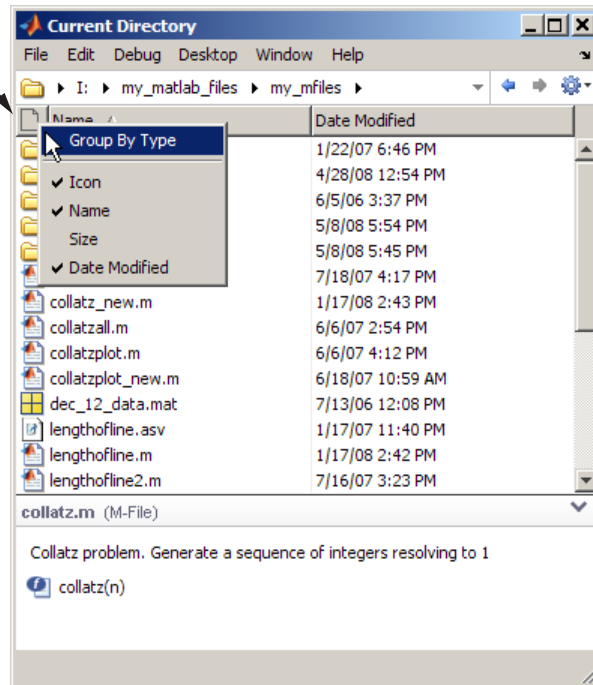 Current Directory
File Edit Debug Desktop Window Help
I: my_matlab_files my_mfiles
Name Date Modified
Group By Type
Icon
Name
Size
Date Modified
1/22/07 6:46 PM
4/28/08 12:54 PM
6/5/06 3:37 PM
5/8/08 5:54 PM
5/8/08 5:45 PM
7/18/07 4:17 PM
collatz_new.m 1/17/08 2:43 PM
collatzall.m 6/6/07 2:54 PM
collatzplot.m 6/6/07 4:12 PM
collatzplot_new.m 6/18/07 10:59 AM
dec_12_data.mat 7/13/06 12:08 PM
lengthofline.asv 1/17/07 11:40 PM
lengthofline.m 1/17/08 2:42 PM
lengthofline2.m 7/16/07 3:23 PM
collatz.m (M-File)
Collatz problem. Generate a sequence of integers resolving to 1
collatz(n)